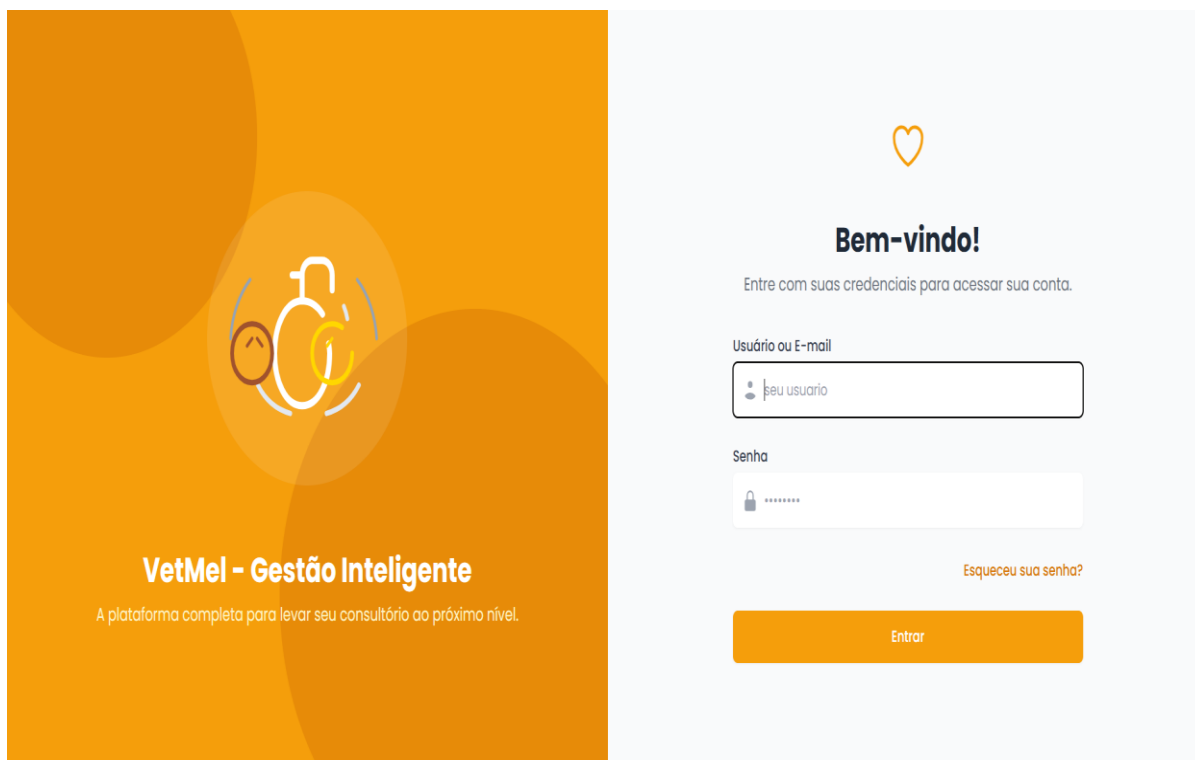 VetMel - Gestão Inteligente
A plataforma completa para levar seu consultório ao próximo nível.
Bem-vindo!
Entre com suas credenciais para acessar sua conta.
Usuário ou E-mail
seu usuario
Senha
••••••••
Esqueceu sua senha?
Entrar